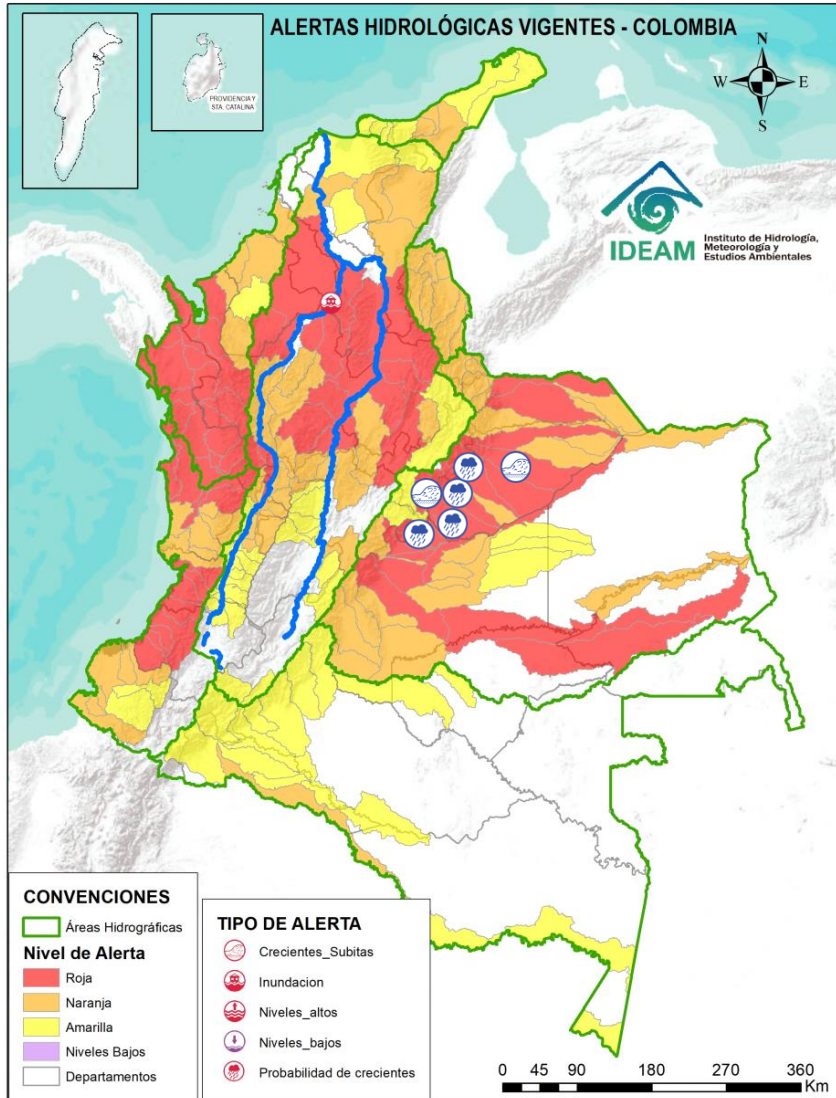 ALERTAS HIDROLÓGICAS VIGENTES - COLOMBIA
PROVIDENCIA Y
STA. CATALINA
N
W
E
S
IDEAM
Instituto de Hidrología,
Meteorología y
Estudios Ambientales
CONVENCIONES
Áreas Hidrográficas
Nivel de Alerta
Roja
Naranja
Amarilla
Niveles Bajos
Departamentos
TIPO DE ALERTA
Crecientes_Subitas
Inundacion
Niveles_altos
Niveles_bajos
Probabilidad de crecientes
0 45 90 180 270 360
Km